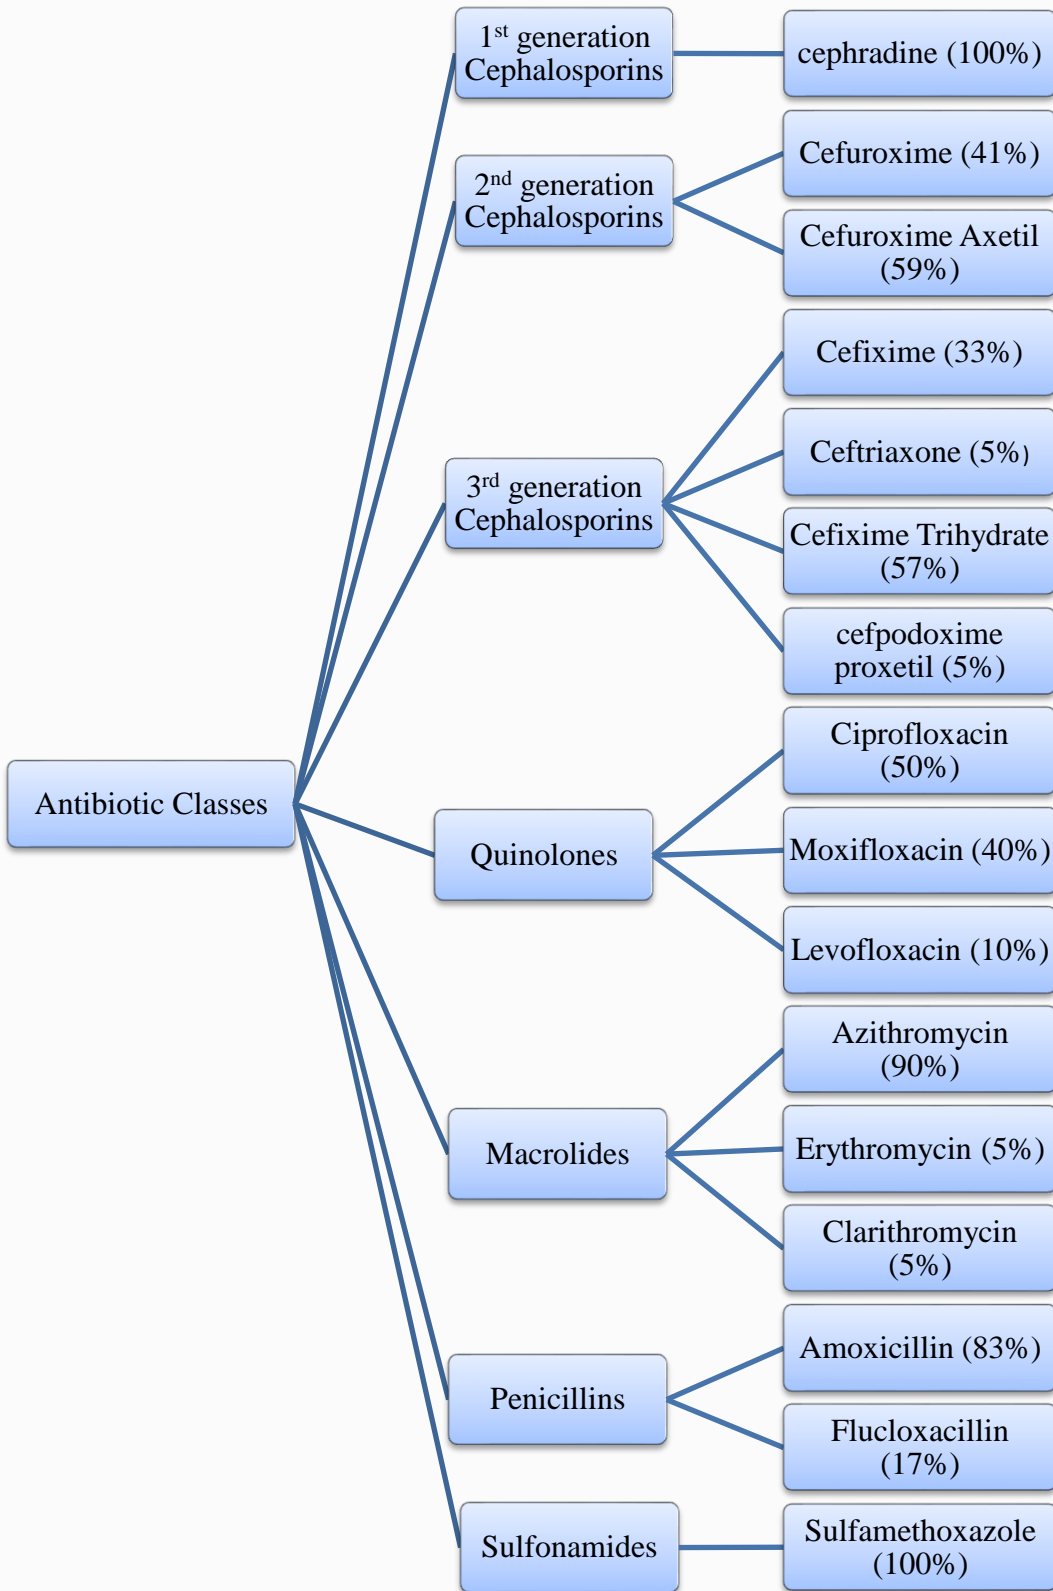 Antibiotic Classes
1st generation
Cephalosporins
cephradine (100%)
2nd generation
Cephalosporins
Cefuroxime (41%)
Cefuroxime Axetil
(59%)
3rd generation
Cephalosporins
Cefixime (33%)
Ceftriaxone (5%)
Cefixime Trihydrate
(57%)
cefpodoxime
proxetil (5%)
Quinolones
Ciprofloxacin
(50%)
Moxifloxacin (40%)
Levofloxacin (10%)
Macrolides
Azithromycin
(90%)
Erythromycin (5%)
Clarithromycin
(5%)
Penicillins
Amoxicillin (83%)
Flucloxacillin
(17%)
Sulfonamides
Sulfamethoxazole
(100%)